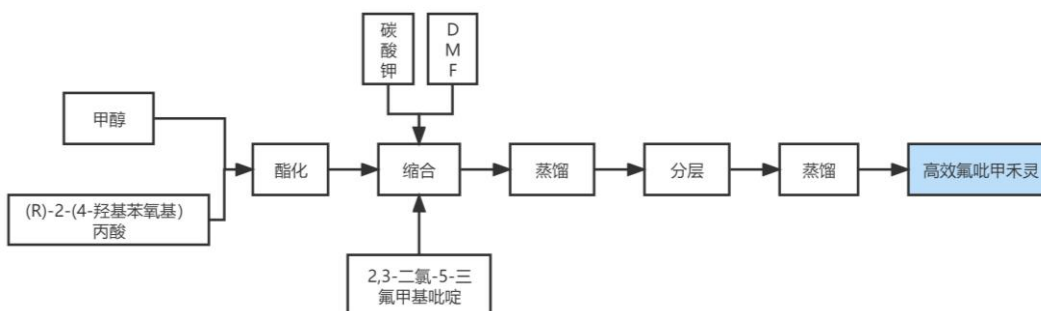 碳酸钾
DMF
甲醇
酯化
缩合
蒸馏
分层
蒸馏
高效氟吡甲禾灵
(R)-2-(4-羟基苯氧基)
丙酸
2,3-二氯-5-三
氟甲基吡啶